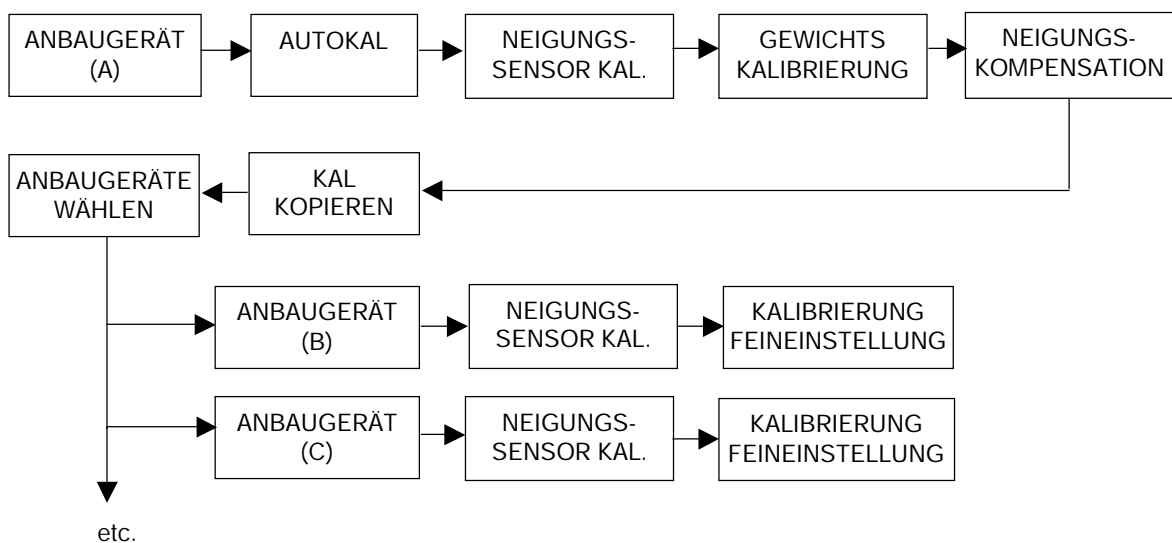 ANBAUGERÄT
(A)
AUTOKAL
NEIGUNGS-
SENSOR KAL.
GEWICHTS
KALIBRIERUNG
NEIGUNGS-
KOMPENSATION
ANBAUGERÄTE
WÄHLEN
KAL
KOPIEREN
ANBAUGERÄT
(B)
NEIGUNGS-
SENSOR KAL.
KALIBRIERUNG
FEINEINSTELLUNG
ANBAUGERÄT
(C)
NEIGUNGS-
SENSOR KAL.
KALIBRIERUNG
FEINEINSTELLUNG
etc.